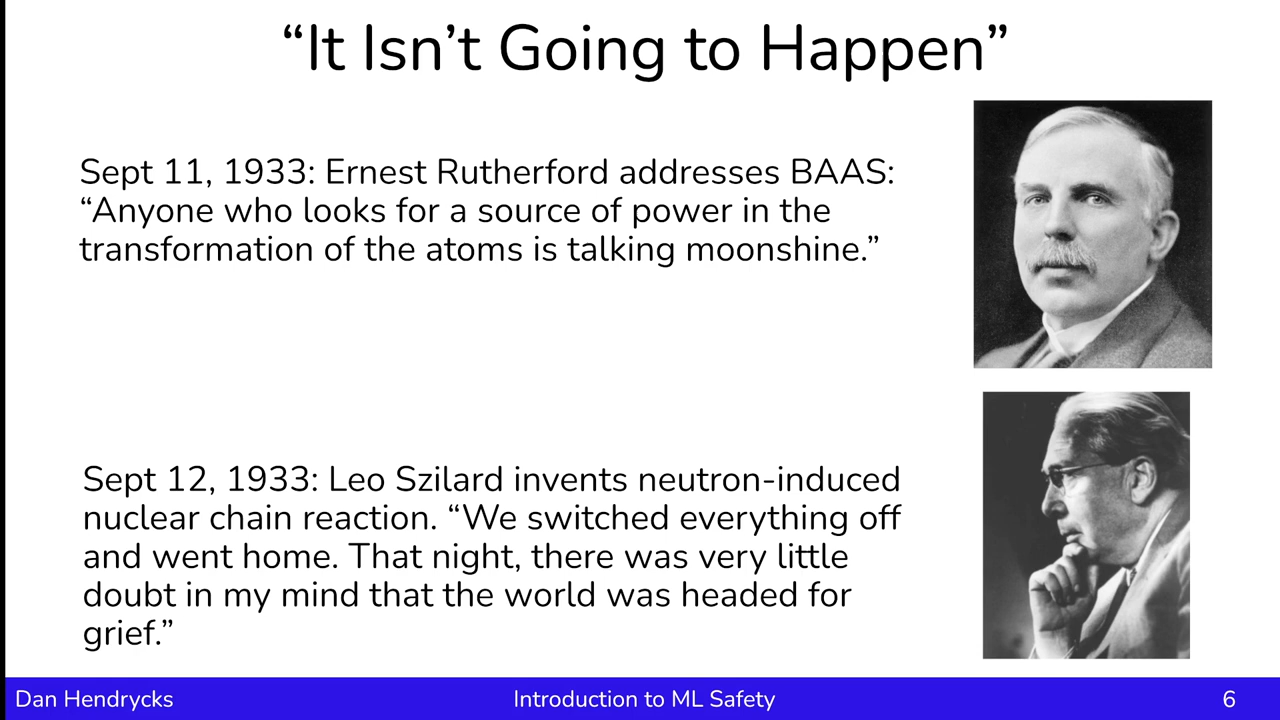 “It Isn’t Going to Happen”
Sept 11, 1933: Ernest Rutherford addresses BAAS:
“Anyone who looks for a source of power in the
transformation of the atoms is talking moonshine.”
Sept 12, 1933: Leo Szilard invents neutron-induced
nuclear chain reaction. “We switched everything off
and went home. That night, there was very little
doubt in my mind that the world was headed for
grief.”
Dan Hendrycks
Introduction to ML Safety
6